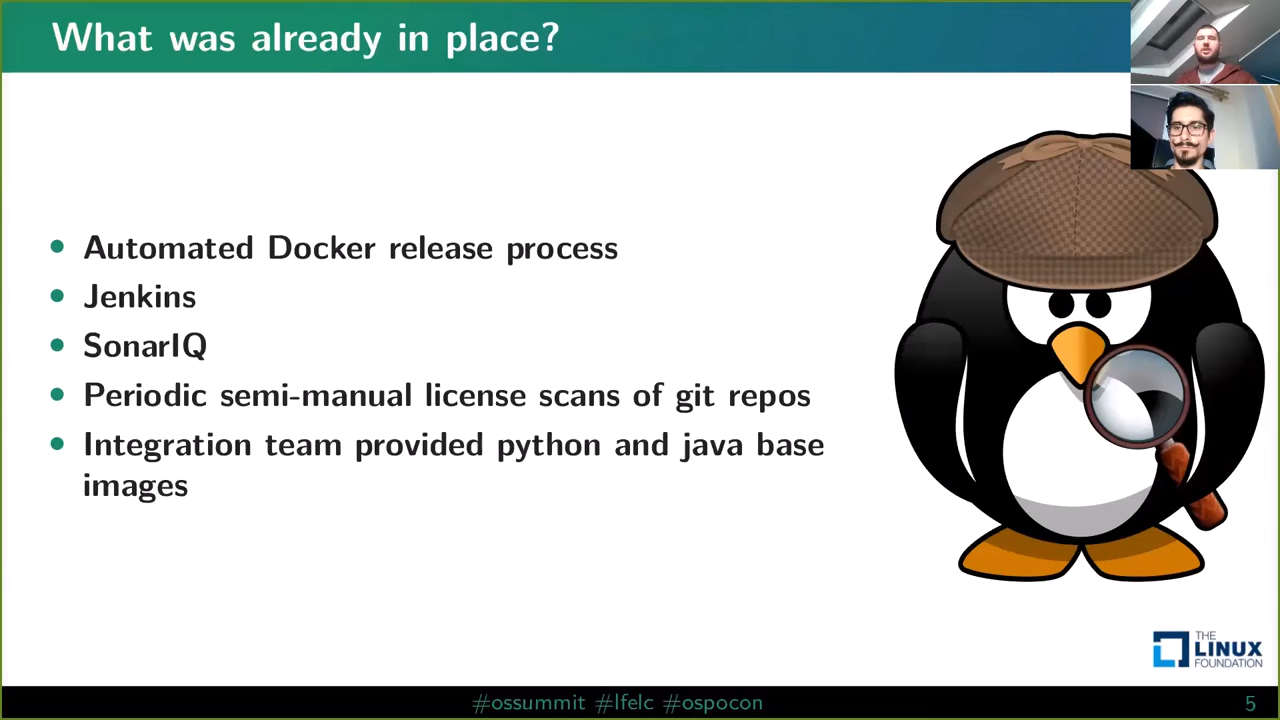 What was already in place?
Automated Docker release process
Jenkins
SonarIQ
Periodic semi-manual license scans of git repos
Integration team provided python and java base
images
THE
LINUX
FOUNDATION
#ossummit #lfelc #ospocon
5